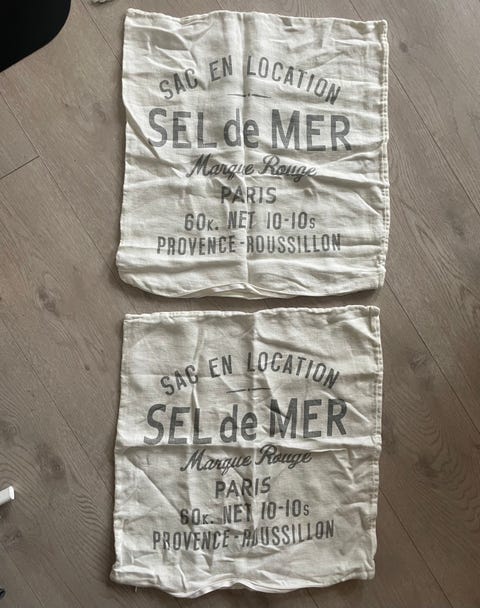 SAC EN LOCATION
SEL de MER
Marque Rouge
PARIS
60K. NET 10-10s
PROVENCE-ROUSSILLON
SAC EN LOCATION
SEL de MER
Marque Rouge
PARIS
60K. NET 10-10s
PROVENCE-ROUSSILLON